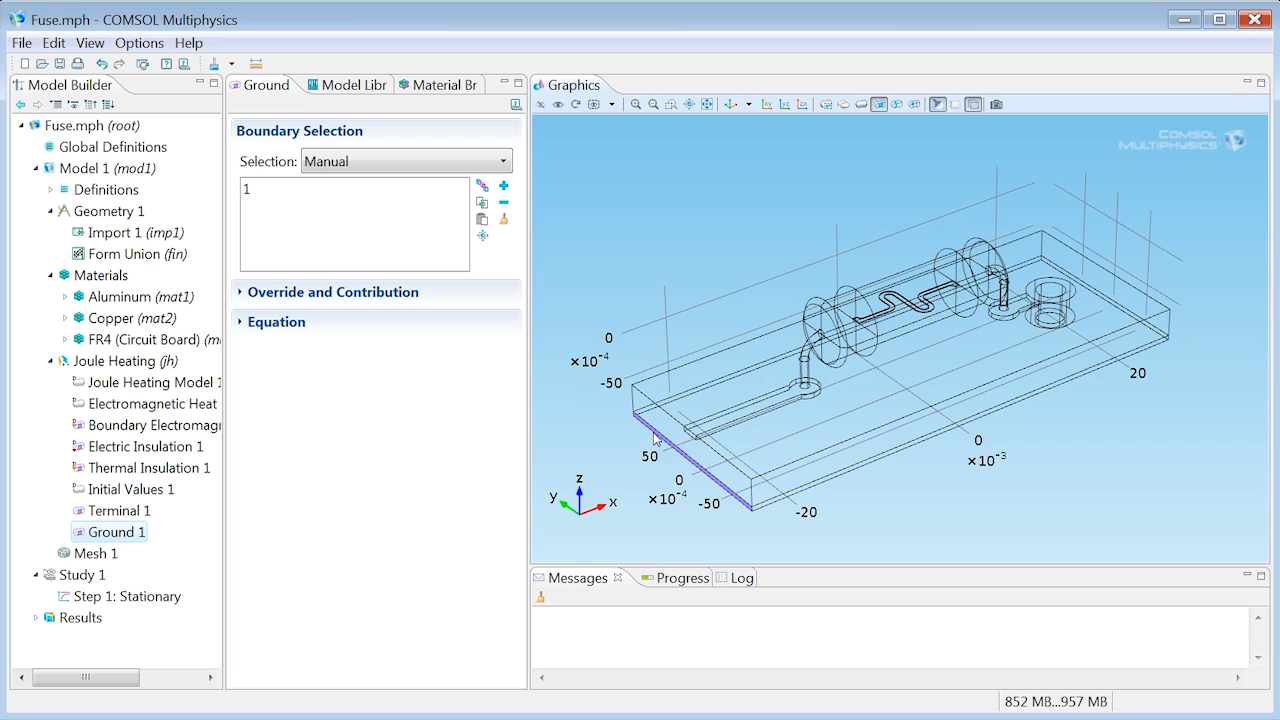 Fuse.mph - COMSOL Multiphysics
File Edit View Options Help
Model Builder
Fuse.mph (root)
Global Definitions
Model 1 (mod1)
Definitions
Geometry 1
Import 1 (imp1)
Form Union (fin)
Materials
Aluminum (mat1)
Copper (mat2)
FR4 (Circuit Board) (m
Joule Heating (jh)
Joule Heating Model 1
Electromagnetic Heat
Boundary Electromag
Electric Insulation 1
Thermal Insulation 1
Initial Values 1
Terminal 1
Ground 1
Mesh 1
Study 1
Step 1: Stationary
Results
Ground Model Libr Material Br
Boundary Selection
Selection: Manual
1
Override and Contribution
Equation
Graphics
COMSOL
MULTIPHYSICS
0
×10⁻⁴
-50
20
50
0
×10⁻³
0
×10⁻⁴
-50
-20
z
y
x
Messages Progress Log
852 MB...957 MB